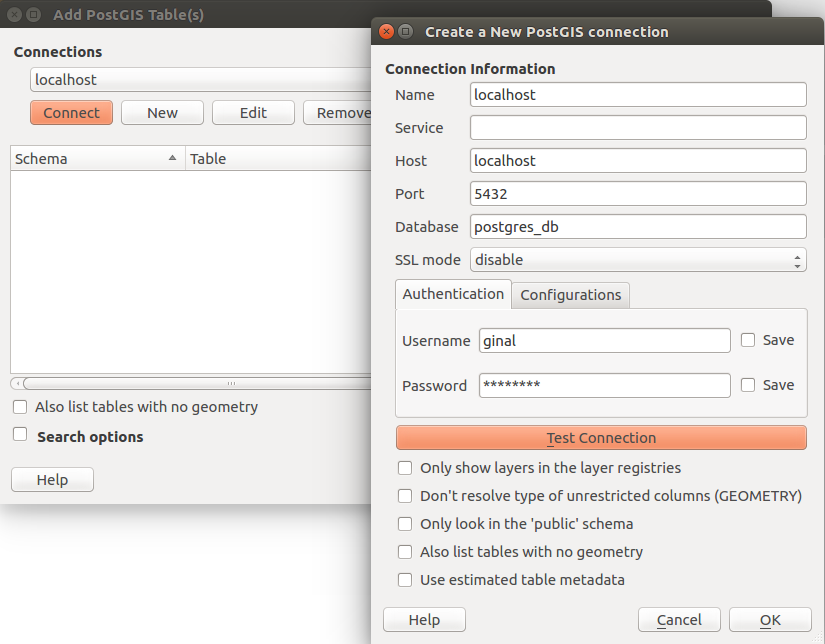 Add PostGIS Table(s)
Connections
localhost
Connect New Edit Remove
Schema Table
Also list tables with no geometry
Search options
Help
Create a New PostGIS connection
Connection Information
Name localhost
Service
Host localhost
Port 5432
Database postgres_db
SSL mode disable
Authentication Configurations
Username ginal Save
Password ******** Save
Test Connection
Only show layers in the layer registries
Don't resolve type of unrestricted columns (GEOMETRY)
Only look in the 'public' schema
Also list tables with no geometry
Use estimated table metadata
Help Cancel OK